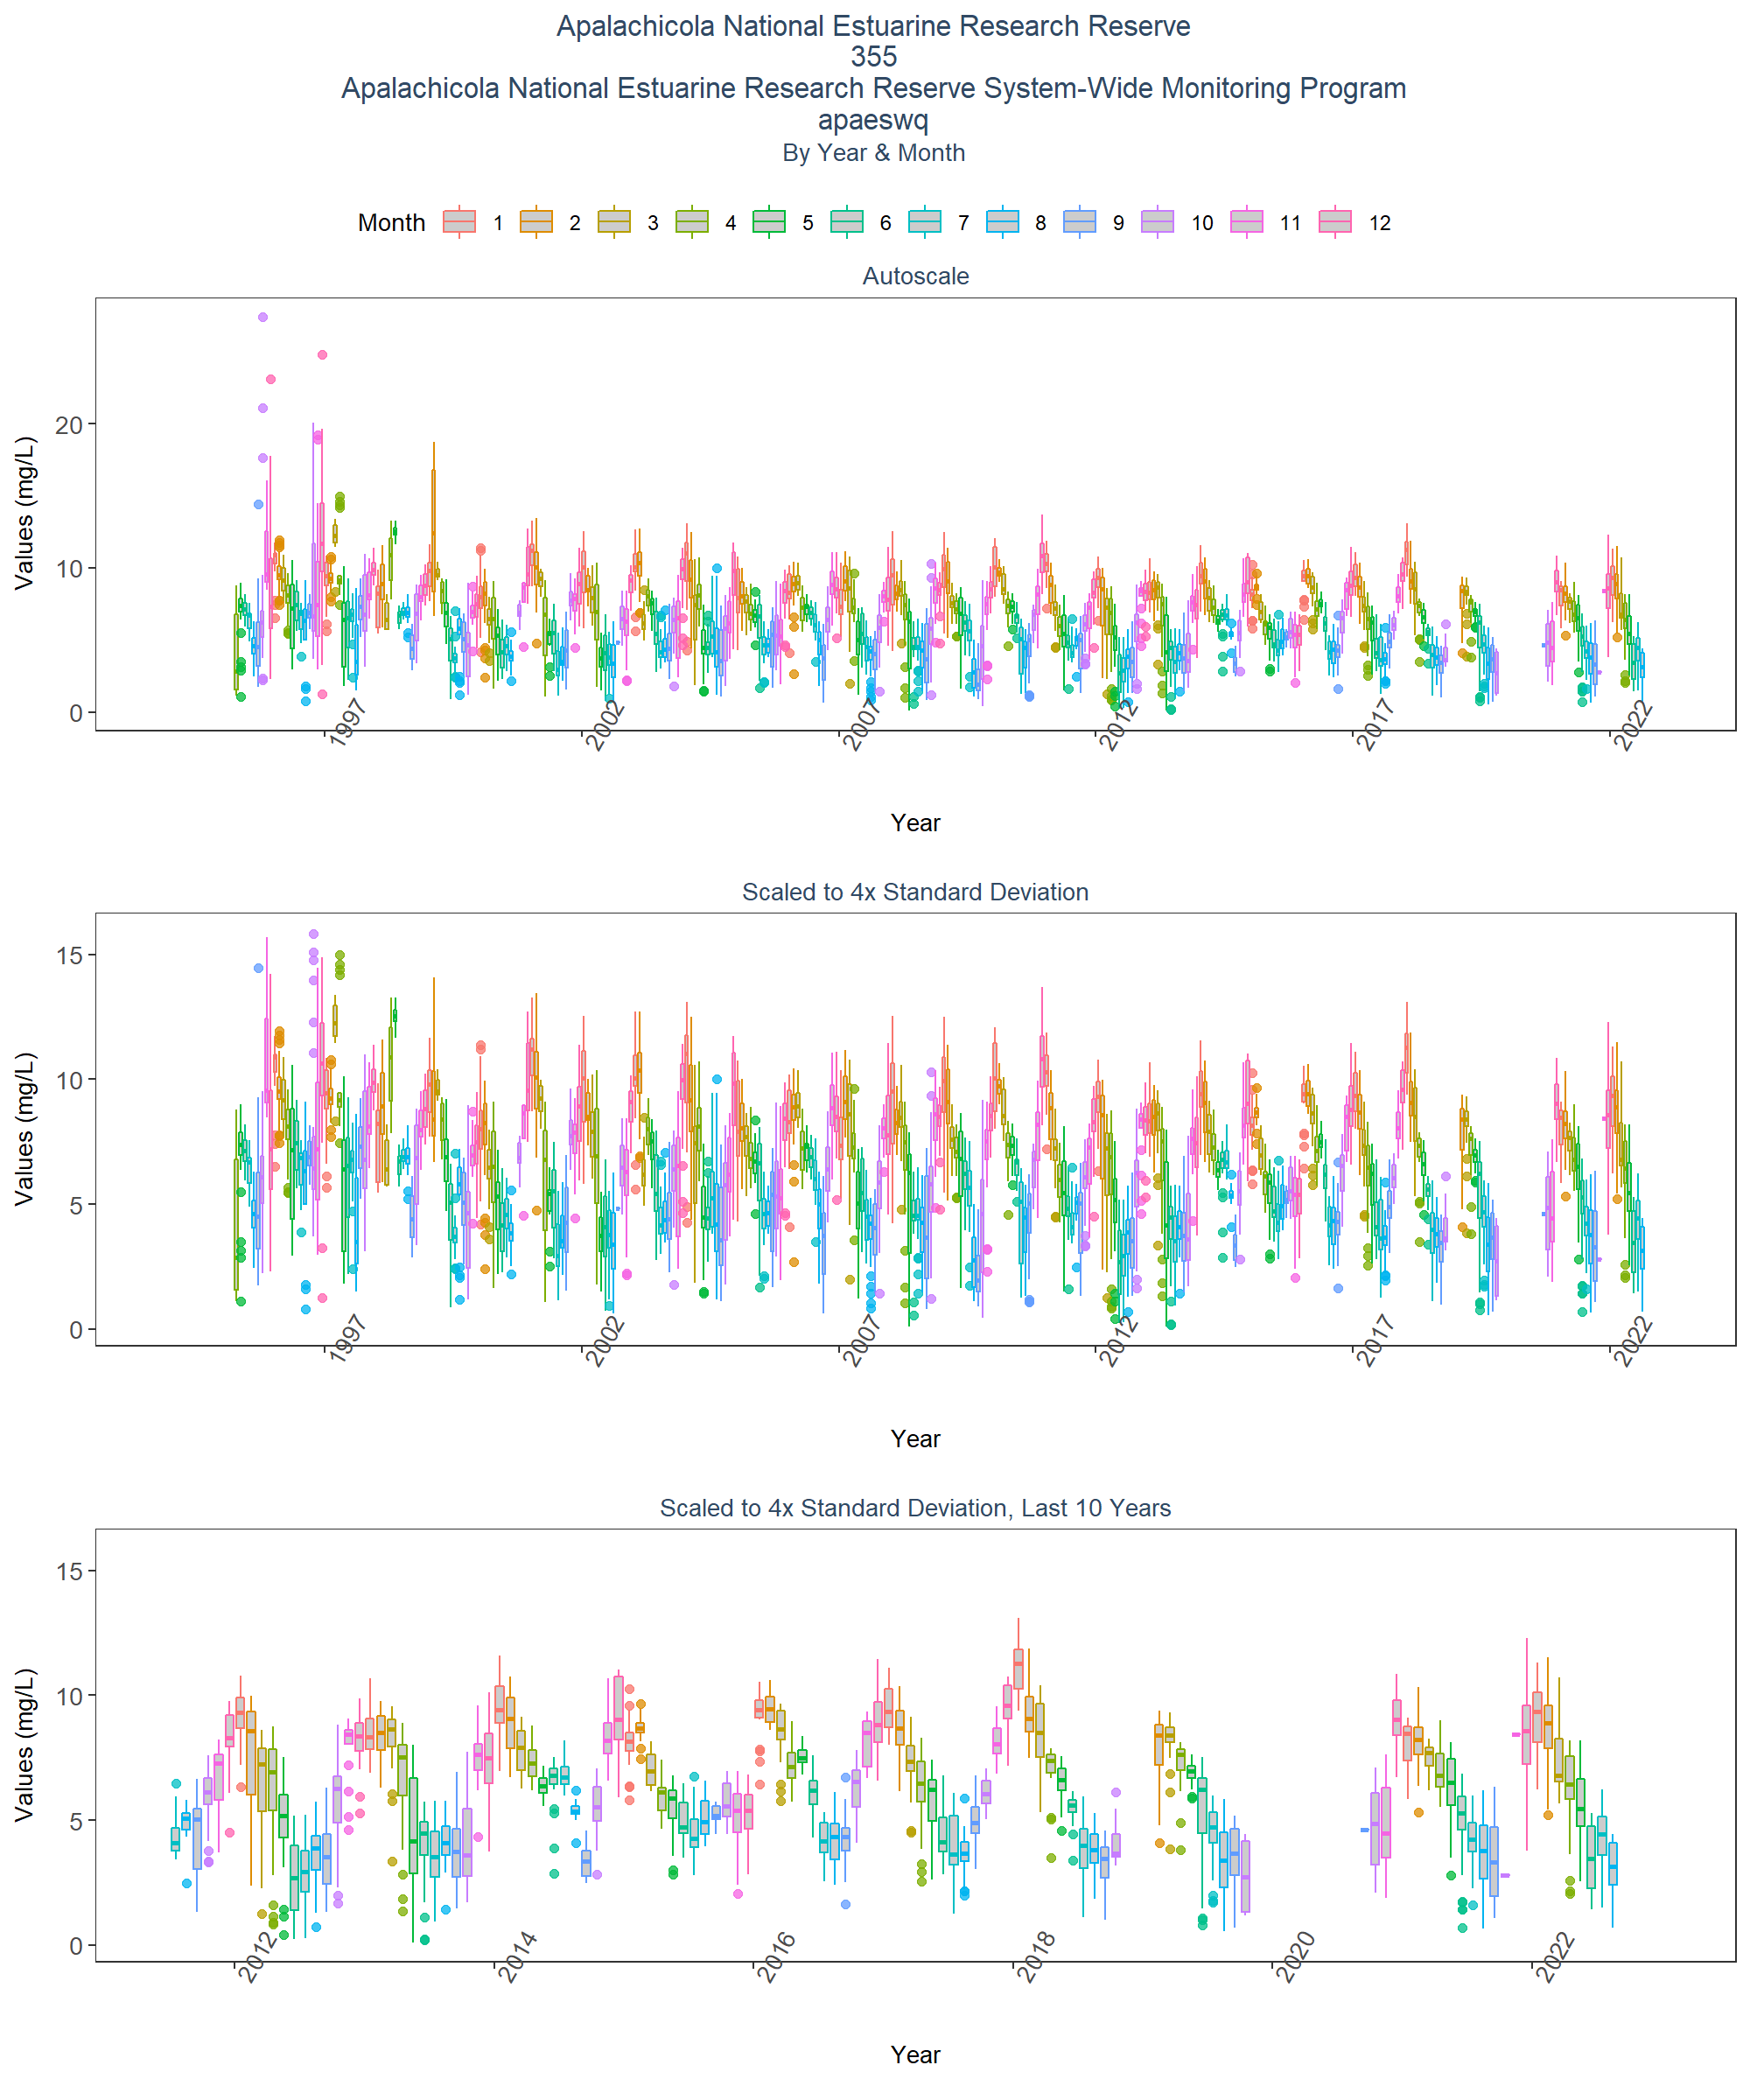 Apalachicola National Estuarine Research Reserve
355
Apalachicola National Estuarine Research Reserve System-Wide Monitoring Program
apaeswq
By Year & Month
Month 1 2 3 4 5 6 7 8 9 10 11 12
Autoscale
Values (mg/L)
20
10
0
1997 2002 2007 2012 2017 2022
Year
Scaled to 4x Standard Deviation
Values (mg/L)
15
10
5
0
1997 2002 2007 2012 2017 2022
Year
Scaled to 4x Standard Deviation, Last 10 Years
Values (mg/L)
15
10
5
0
2012 2014 2016 2018 2020 2022
Year